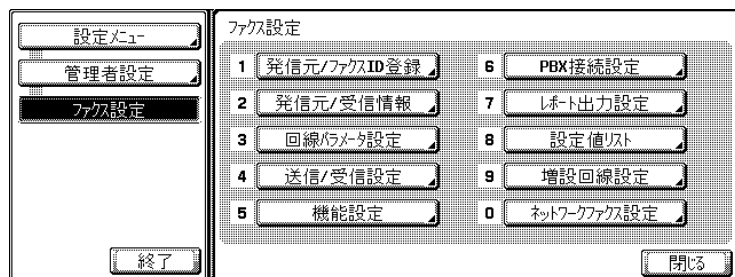 設定メニュー
管理者設定
ファクス設定
終了
ファクス設定
1 発信元/ファクスID登録
2 発信元/受信情報
3 回線パラメータ設定
4 送信/受信設定
5 機能設定
6 PBX接続設定
7 レポート出力設定
8 設定値リスト
9 増設回線設定
0 ネットワークファクス設定
閉じる